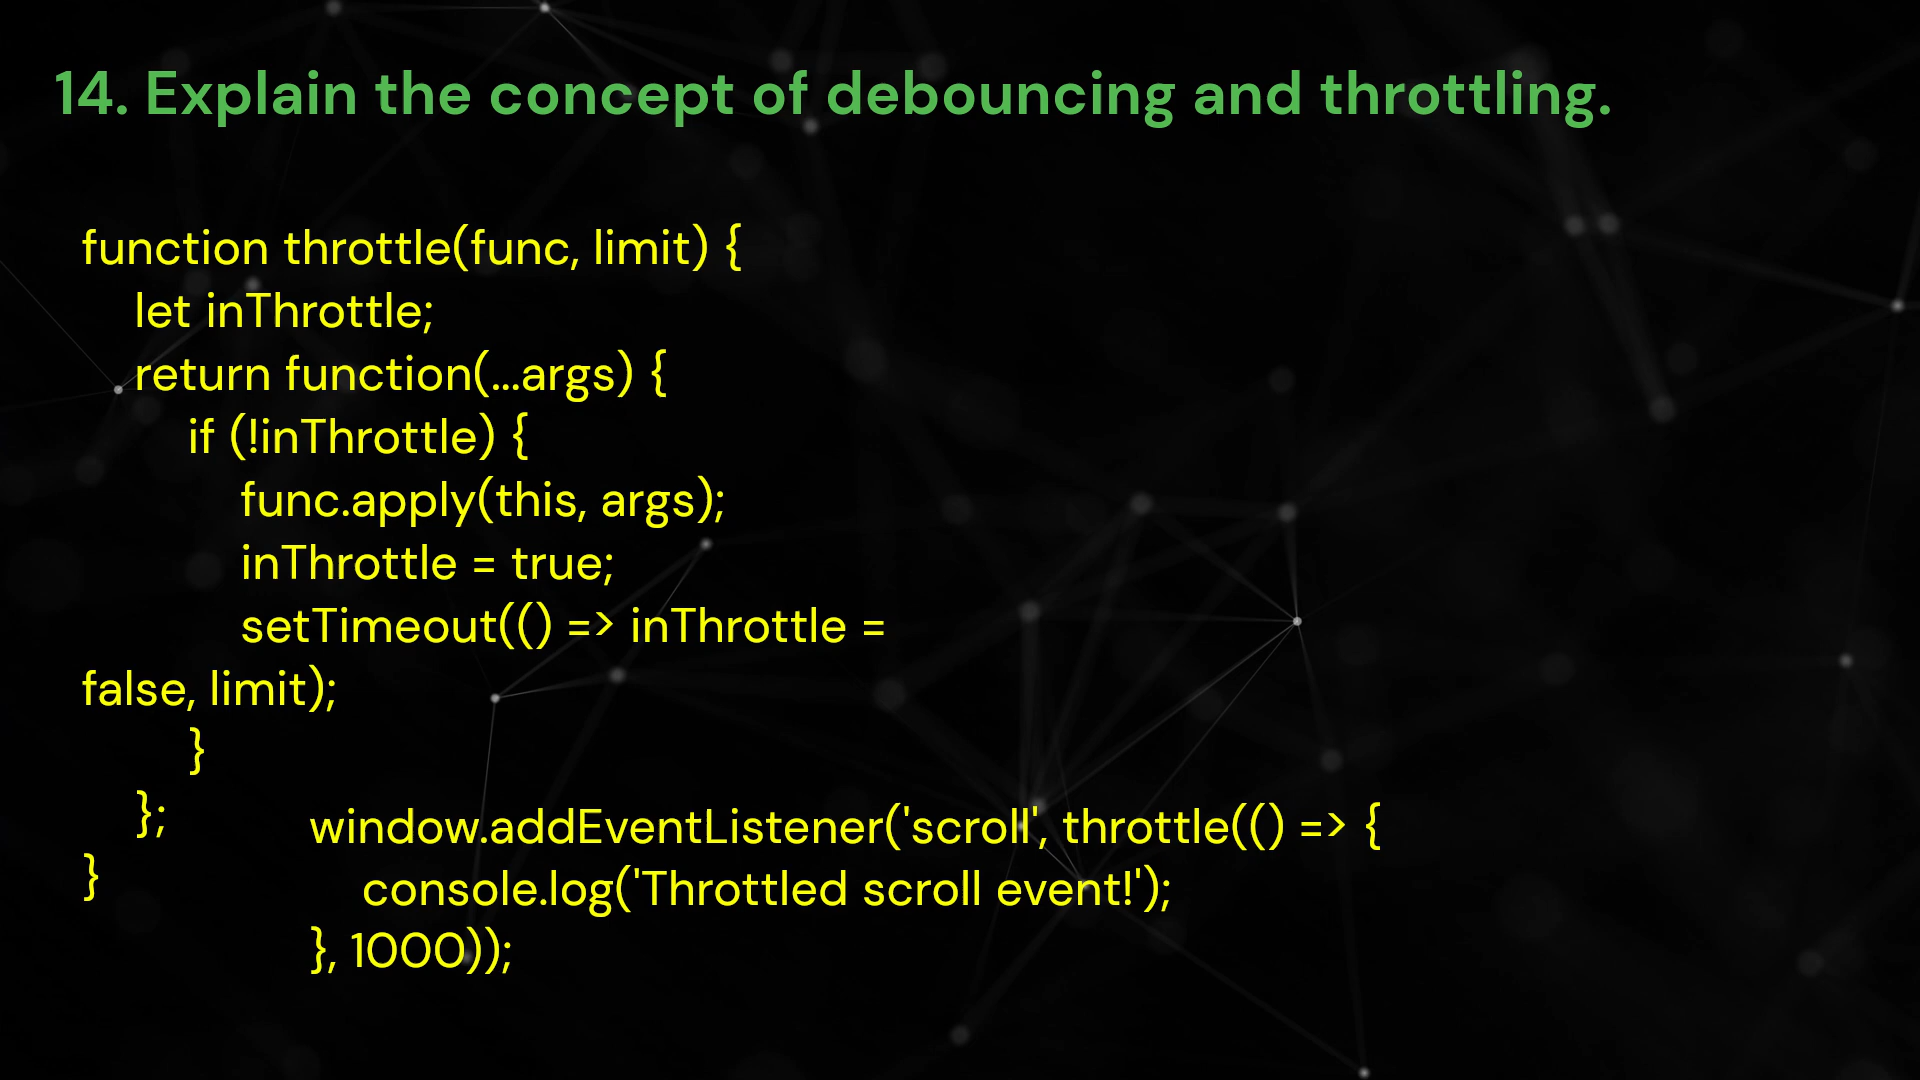 14. Explain the concept of debouncing and throttling.
function throttle(func, limit) {
    let inThrottle;
    return function(...args) {
        if (!inThrottle) {
            func.apply(this, args);
            inThrottle = true;
            setTimeout(() => inThrottle =
false, limit);
        }
    };
}
window.addEventListener('scroll', throttle(() => {
    console.log('Throttled scroll event!');
}, 1000));